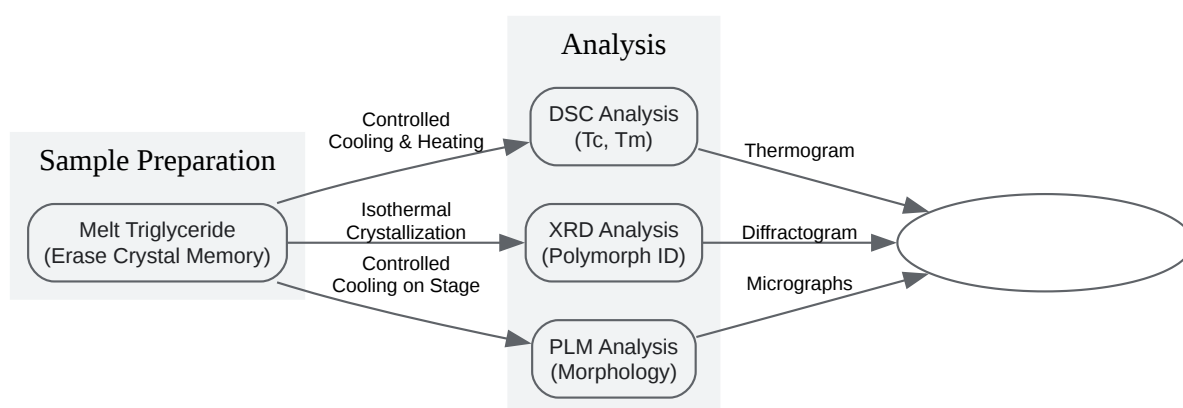 Analysis
Sample Preparation
Melt Triglyceride
(Erase Crystal Memory)
Controlled
Cooling & Heating
Isothermal
Crystallization
Controlled
Cooling on Stage
DSC Analysis
(Tc, Tm)
XRD Analysis
(Polymorph ID)
PLM Analysis
(Morphology)
Thermogram
Diffractogram
Micrographs